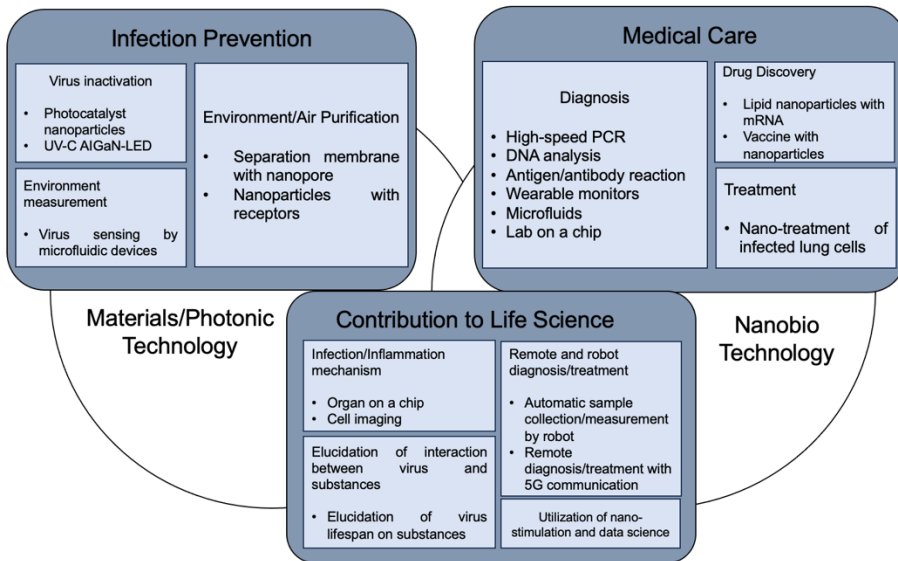 Infection Prevention
Virus inactivation
• Photocatalyst
nanoparticles
• UV-C AlGaN-LED
Environment
measurement
• Virus sensing by
microfluidic devices
Environment/Air Purification
• Separation membrane
with nanopore
• Nanoparticles with
receptors
Medical Care
Diagnosis
• High-speed PCR
• DNA analysis
• Antigen/antibody reaction
• Wearable monitors
• Microfluids
• Lab on a chip
Drug Discovery
• Lipid nanoparticles with
mRNA
• Vaccine with
nanoparticles
Treatment
• Nano-treatment of
infected lung cells
Materials/Photonic
Technology
Contribution to Life Science
Infection/Inflammation
mechanism
• Organ on a chip
• Cell imaging
Elucidation of interaction
between virus and
substances
• Elucidation of virus
lifespan on substances
Remote and robot
diagnosis/treatment
• Automatic sample
collection/measurement
by robot
• Remote
diagnosis/treatment with
5G communication
Utilization of nano-
stimulation and data science
Nanobio
Technology